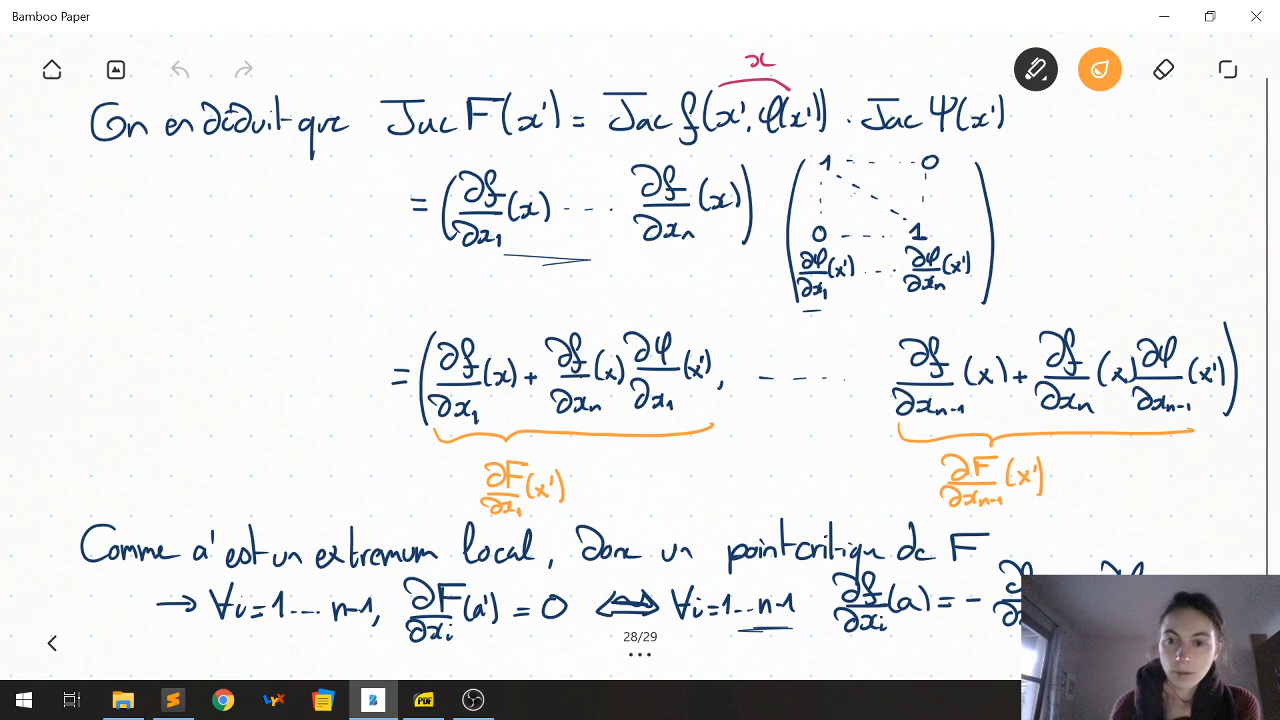 Bamboo Paper
x
On en déduit que Jac F(x') = Jac f(x', φ(x')) . Jac Ψ(x')
= (∂f/∂x₁ (x) ... ∂f/∂xₙ (x)) (1 --- 0
0 --- 1
∂φ/∂x₁ (x') ... ∂φ/∂xₙ (x'))
= (∂f/∂x₁ (x) + ∂f/∂xₙ (x) ∂φ/∂x₁ (x'), ---- ∂f/∂xₙ₋₁ (x) + ∂f/∂xₙ (x) ∂φ/∂xₙ₋₁ (x'))
∂F/∂x₁ (x') ∂F/∂xₙ₋₁ (x')
Comme a' est un extremum local, donc un point critique de F
→ ∀i=1...n-1, ∂F/∂xᵢ (a') = 0 ⟺ ∀i=1...n-1 ∂f/∂xᵢ (a) = -
28/29